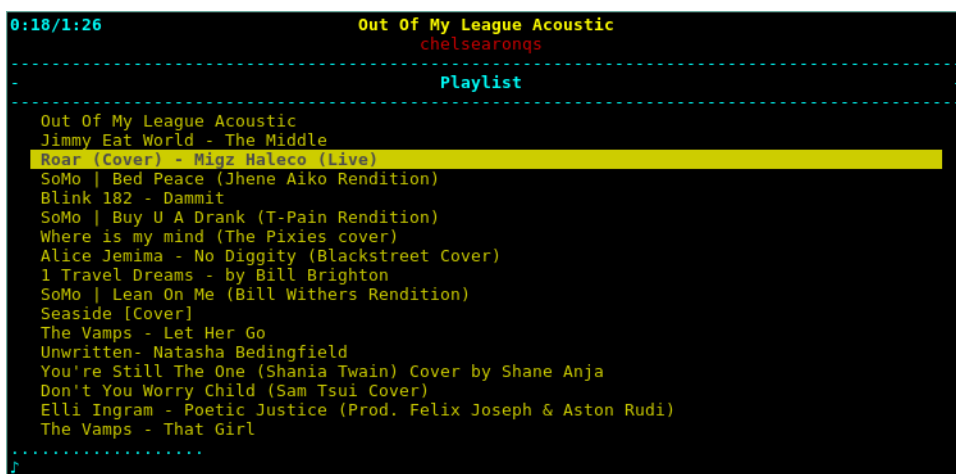 0:18/1:26 Out Of My League Acoustic
chelsearonqs
Playlist
Out Of My League Acoustic
Jimmy Eat World - The Middle
Roar (Cover) - Migz Haleco (Live)
SoMo | Bed Peace (Jhene Aiko Rendition)
Blink 182 - Dammit
SoMo | Buy U A Drank (T-Pain Rendition)
Where is my mind (The Pixies cover)
Alice Jemima - No Diggity (Blackstreet Cover)
1 Travel Dreams - by Bill Brighton
SoMo | Lean On Me (Bill Withers Rendition)
Seaside [Cover]
The Vamps - Let Her Go
Unwritten- Natasha Bedingfield
You're Still The One (Shania Twain) Cover by Shane Anja
Don't You Worry Child (Sam Tsui Cover)
Elli Ingram - Poetic Justice (Prod. Felix Joseph & Aston Rudi)
The Vamps - That Girl